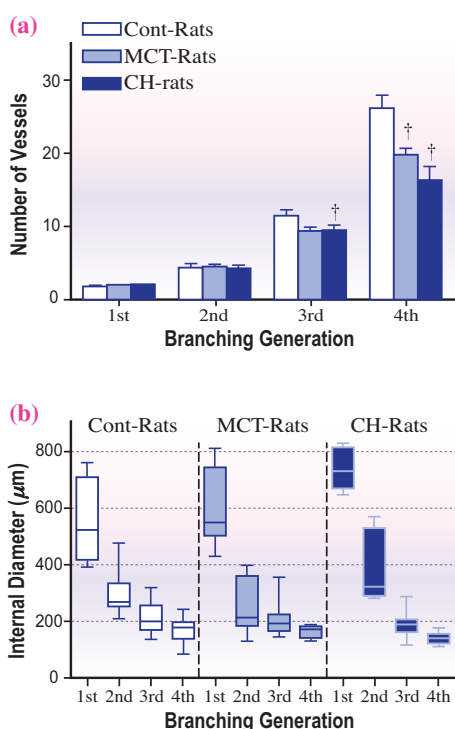 (a)
Cont-Rats
MCT-Rats
CH-rats
Number of Vessels
30
20
10
0
†
†
†
1st 2nd 3rd 4th
Branching Generation
(b)
Cont-Rats MCT-Rats CH-Rats
Internal Diameter (μm)
800
600
400
200
0
1st 2nd 3rd 4th 1st 2nd 3rd 4th 1st 2nd 3rd 4th
Branching Generation